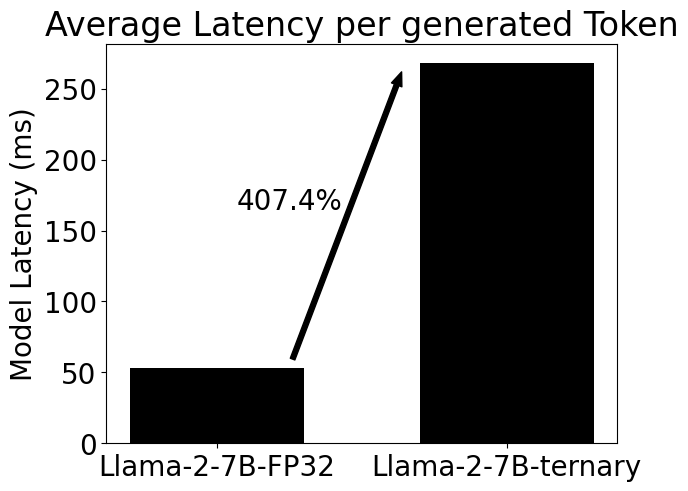 Average Latency per generated Token
Model Latency (ms)
250
200
150
100
50
0
407.4%
Llama-2-7B-FP32
Llama-2-7B-ternary